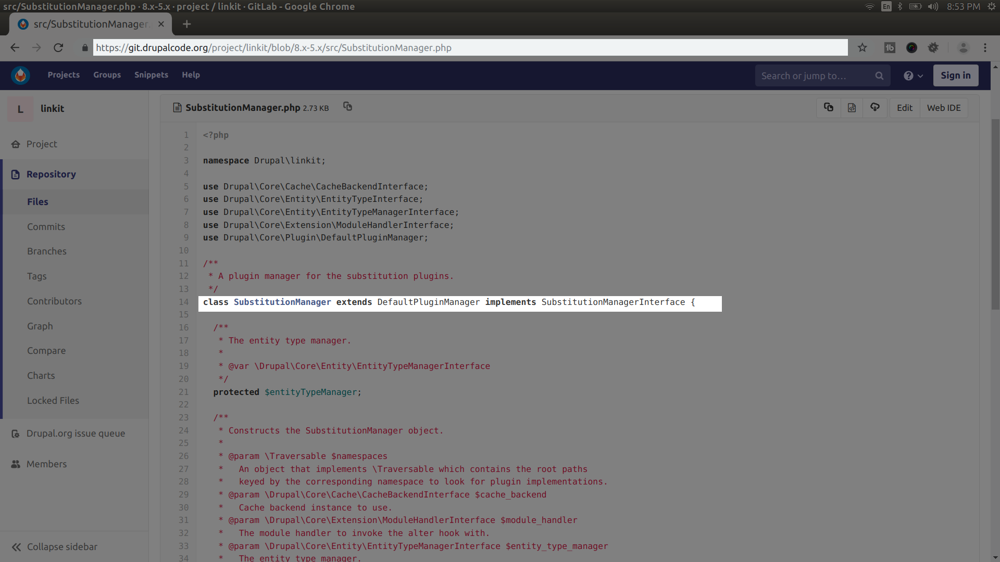 src/SubstitutionManager.php · 8.x-5.x · project / linkit · GitLab - Google Chrome
En
8:53 PM
src/SubstitutionManager.
https://git.drupalcode.org/project/linkit/blob/8.x-5.x/src/SubstitutionManager.php
Projects Groups Snippets Help
Search or jump to…
Sign in
L linkit
Project
Repository
Files
Commits
Branches
Tags
Contributors
Graph
Compare
Charts
Locked Files
Drupal.org issue queue
Members
Collapse sidebar
SubstitutionManager.php 2.73 KB
Edit Web IDE
1 <?php
2
3 namespace Drupal\linkit;
4
5 use Drupal\Core\Cache\CacheBackendInterface;
6 use Drupal\Core\Entity\EntityTypeInterface;
7 use Drupal\Core\Entity\EntityTypeManagerInterface;
8 use Drupal\Core\Extension\ModuleHandlerInterface;
9 use Drupal\Core\Plugin\DefaultPluginManager;
10
11 /**
12 * A plugin manager for the substitution plugins.
13 */
14 class SubstitutionManager extends DefaultPluginManager implements SubstitutionManagerInterface {
15
16 /**
17 * The entity type manager.
18 *
19 * @var \Drupal\Core\Entity\EntityTypeManagerInterface
20 */
21 protected $entityTypeManager;
22
23 /**
24 * Constructs the SubstitutionManager object.
25 *
26 * @param \Traversable $namespaces
27 * An object that implements \Traversable which contains the root paths
28 * keyed by the corresponding namespace to look for plugin implementations.
29 * @param \Drupal\Core\Cache\CacheBackendInterface $cache_backend
30 * Cache backend instance to use.
31 * @param \Drupal\Core\Extension\ModuleHandlerInterface $module_handler
32 * The module handler to invoke the alter hook with.
33 * @param \Drupal\Core\Entity\EntityTypeManagerInterface $entity_type_manager
34 * The entity type manager.